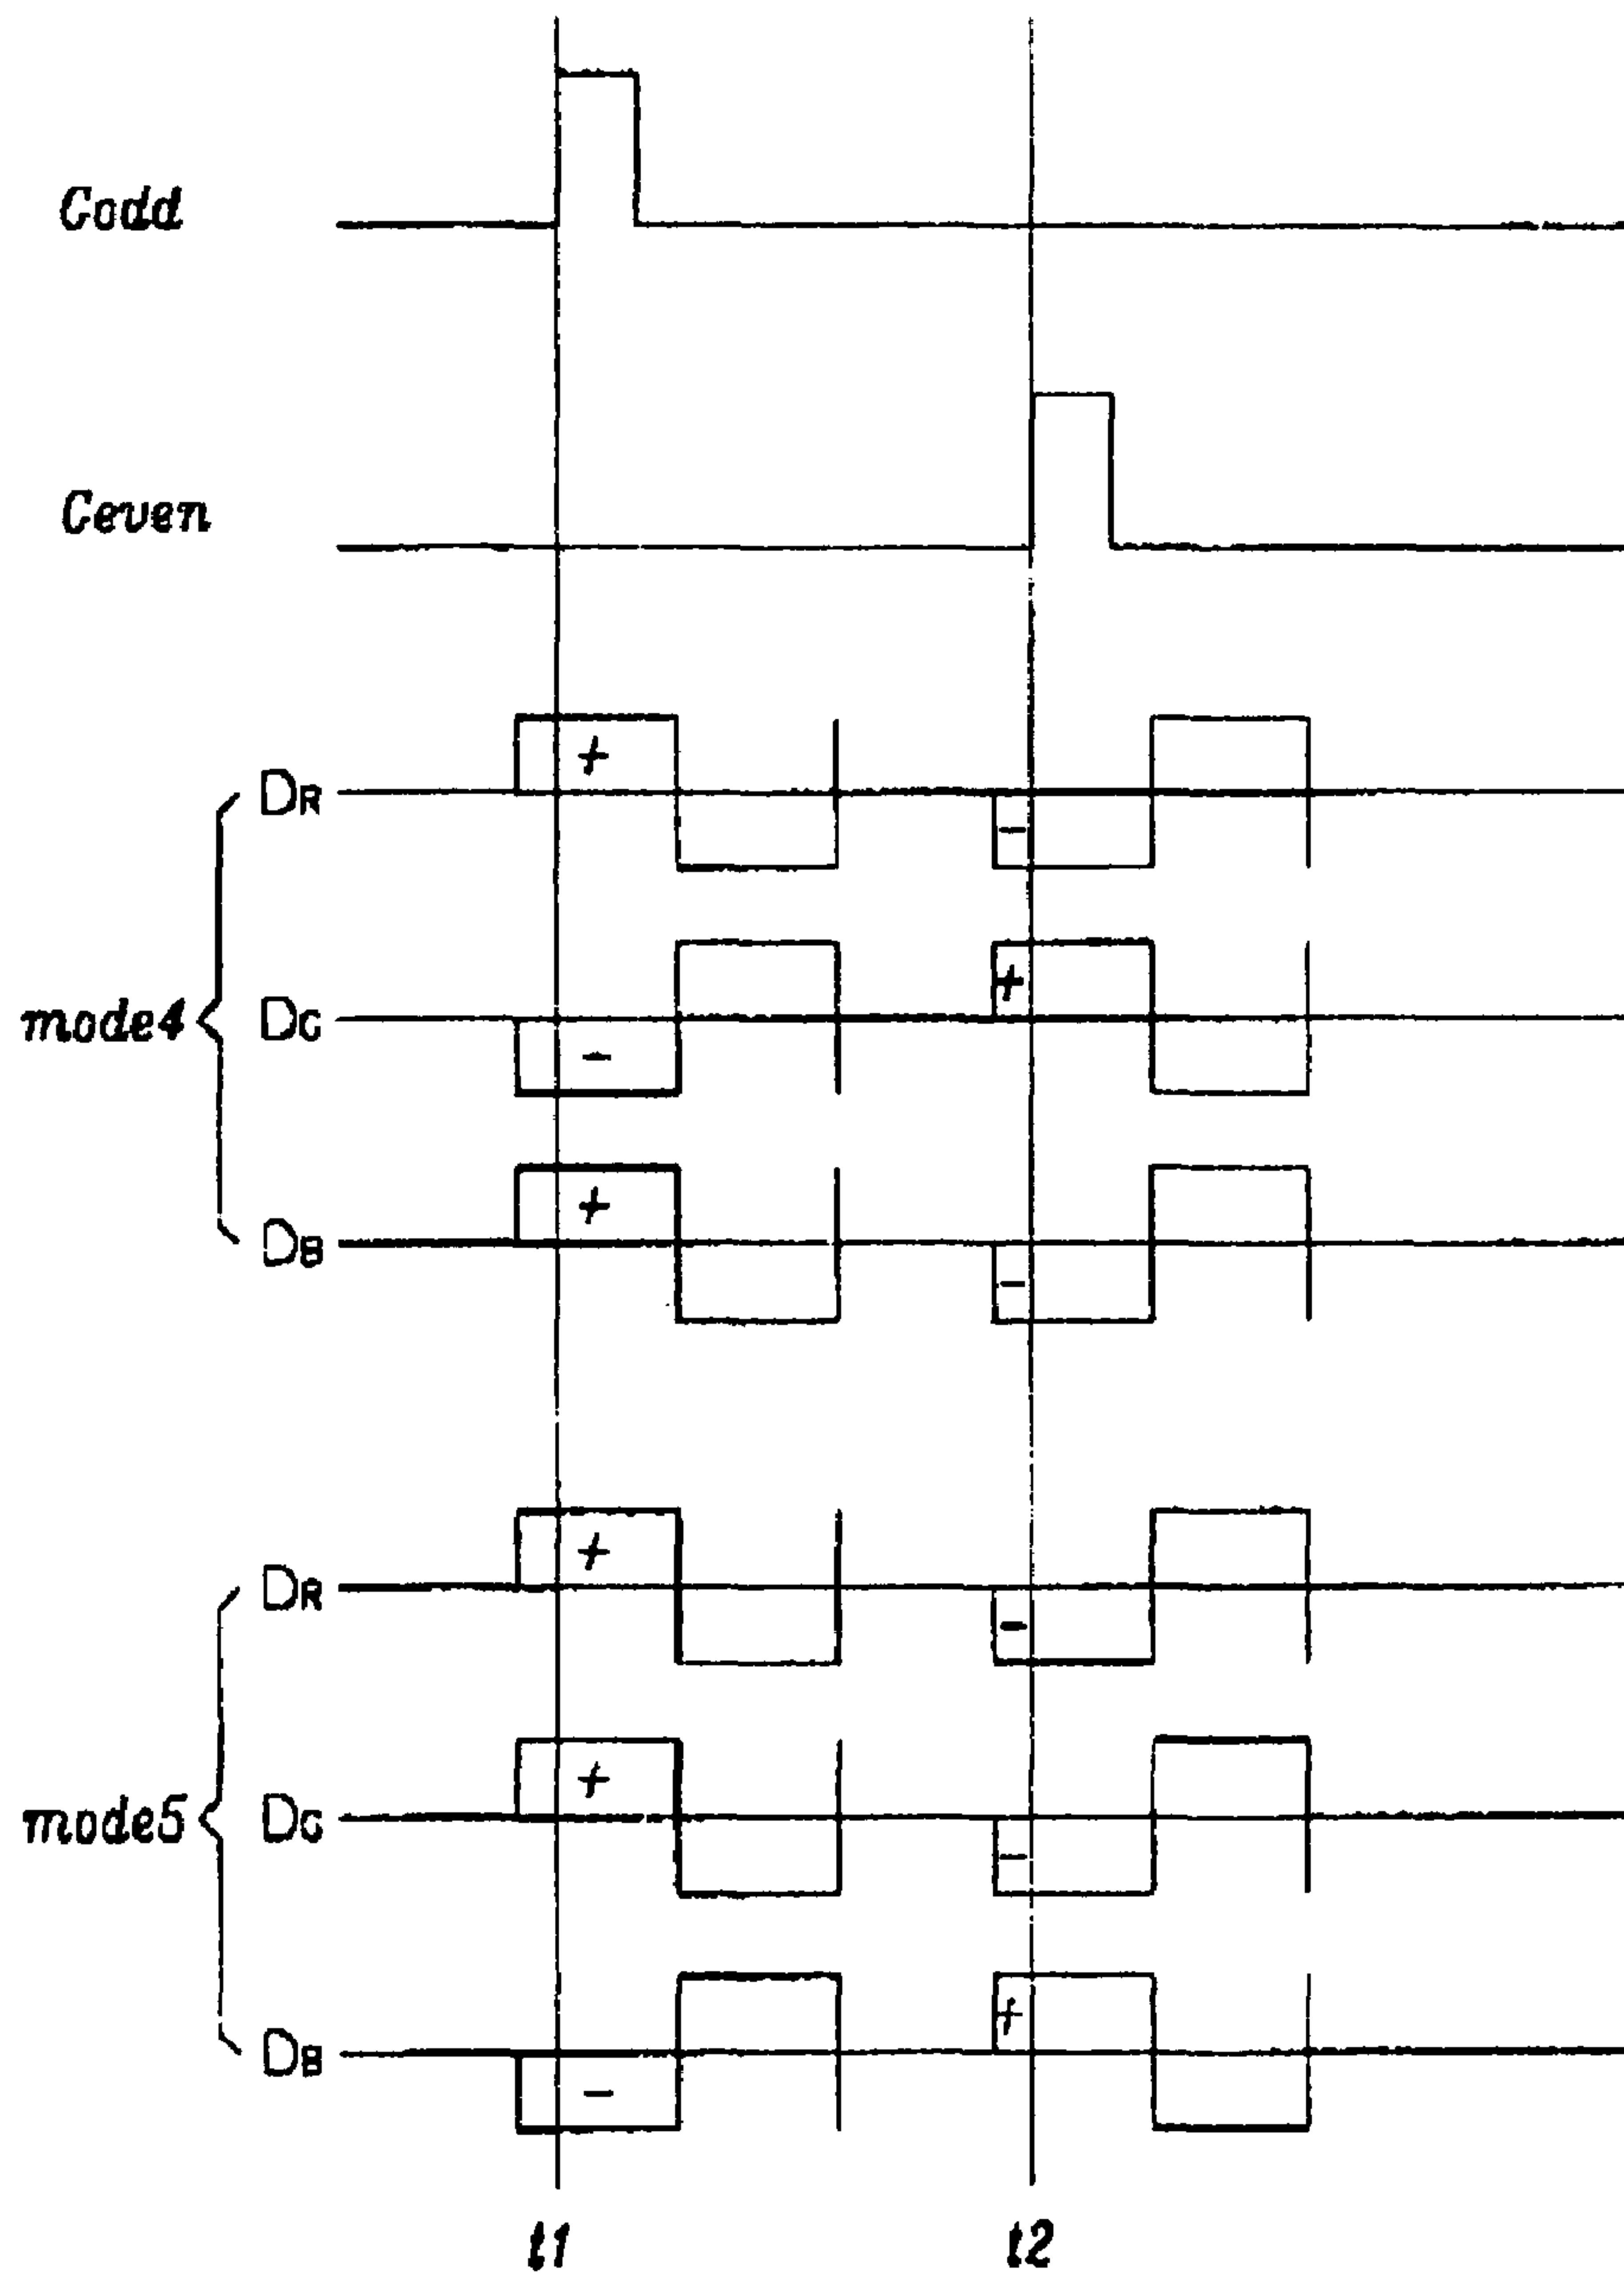 Codd
Ceven
mode4
DR
+
-
DG
-
+
DB
+
-
mode5
DR
+
-
DG
+
-
DB
-
+
t1
t2